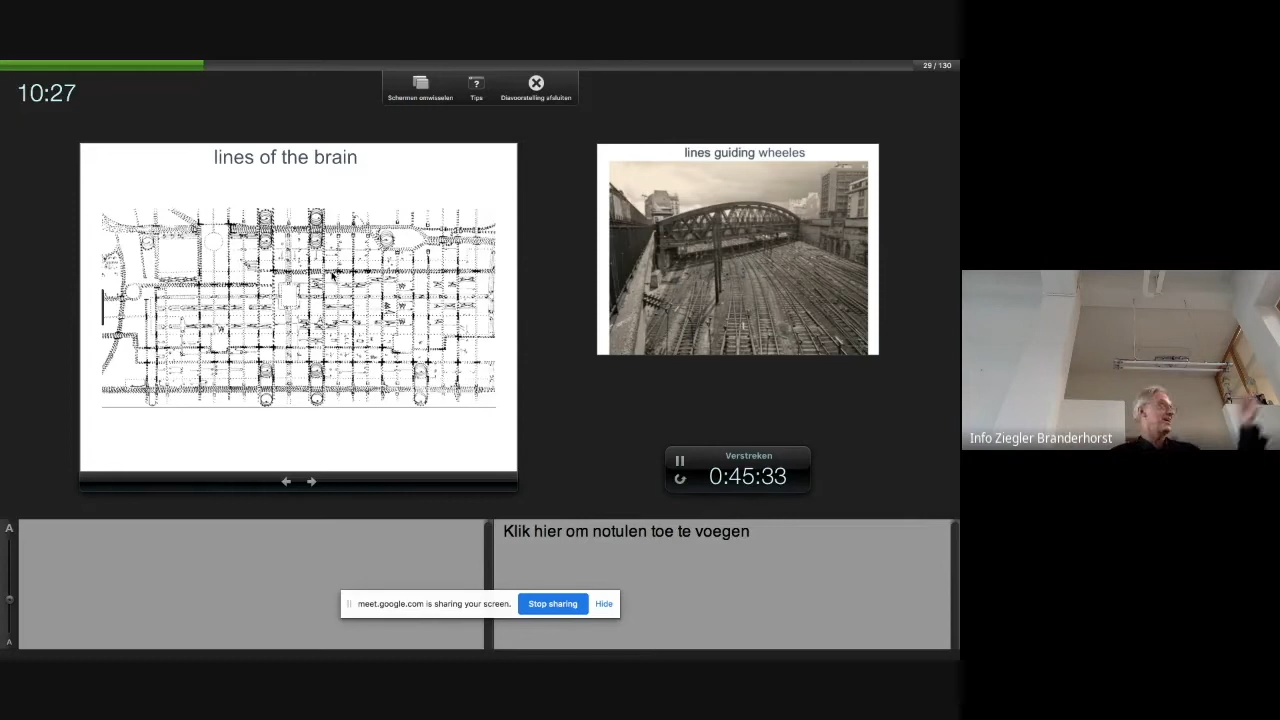 29 / 130
10:27
Schermen omwisselen
Tips
Diavoorstelling afsluiten
lines of the brain
lines guiding wheeles
Info Ziegler Branderhorst
Verstreken
0:45:33
A
Klik hier om notulen toe te voegen
meet.google.com is sharing your screen.
Stop sharing
Hide
A